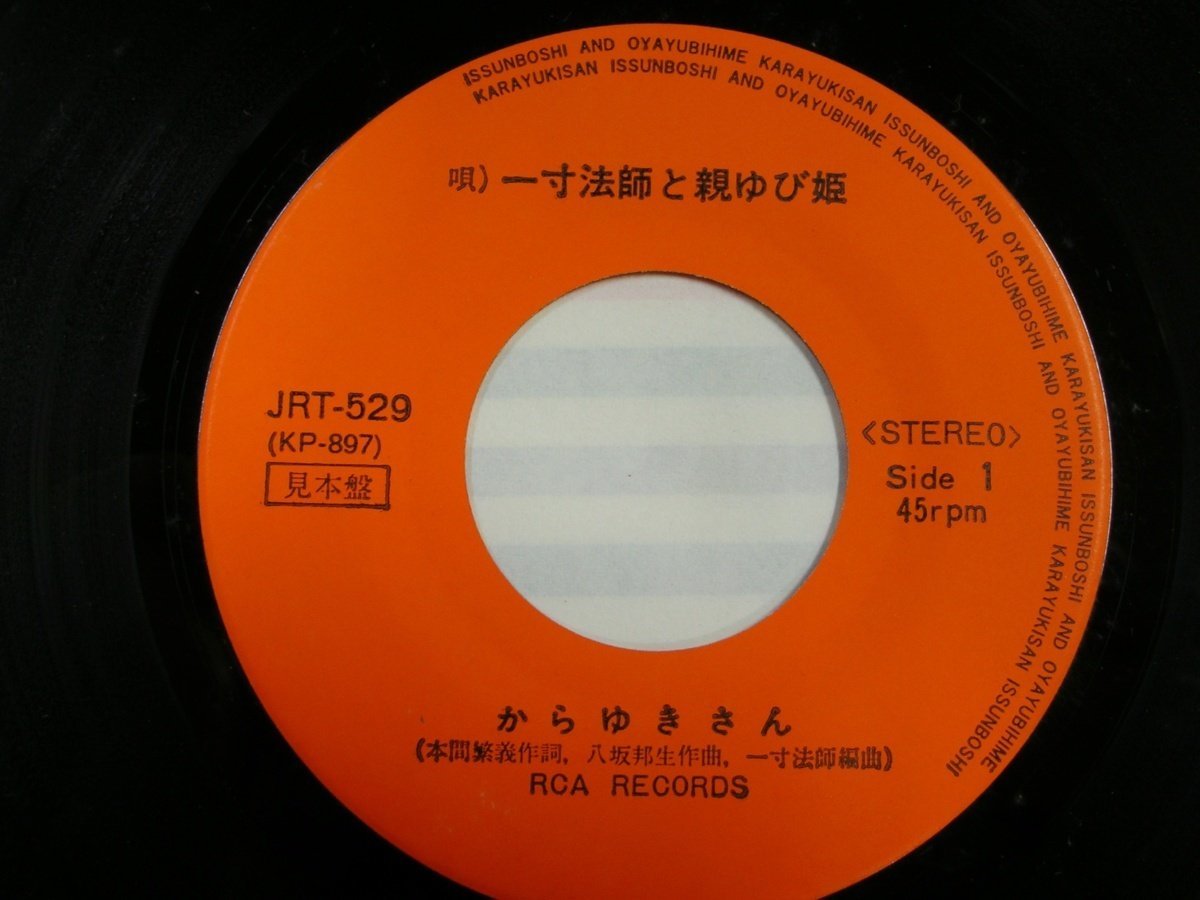 ISSUNBOSHI AND OYAYUBIHIME KARAYUKISAN ISSUNBOSHI AND OYAYUBIHIME KARAYUKISAN ISSUNBOSHI AND OYAYUBIHIME
KARAYUKISAN ISSUNBOSHI AND OYAYUBIHIME KARAYUKISAN ISSUNBOSHI AND OYAYUBIHIME KARAYUKISAN ISSUNBOSHI
唄) 一寸法師と親ゆび姫
JRT-529
(KP-897)
見本盤
〈STEREO〉
Side 1
45rpm
からゆきさん
(本間繁義作詞, 八坂邦生作曲, 一寸法師編曲)
RCA RECORDS